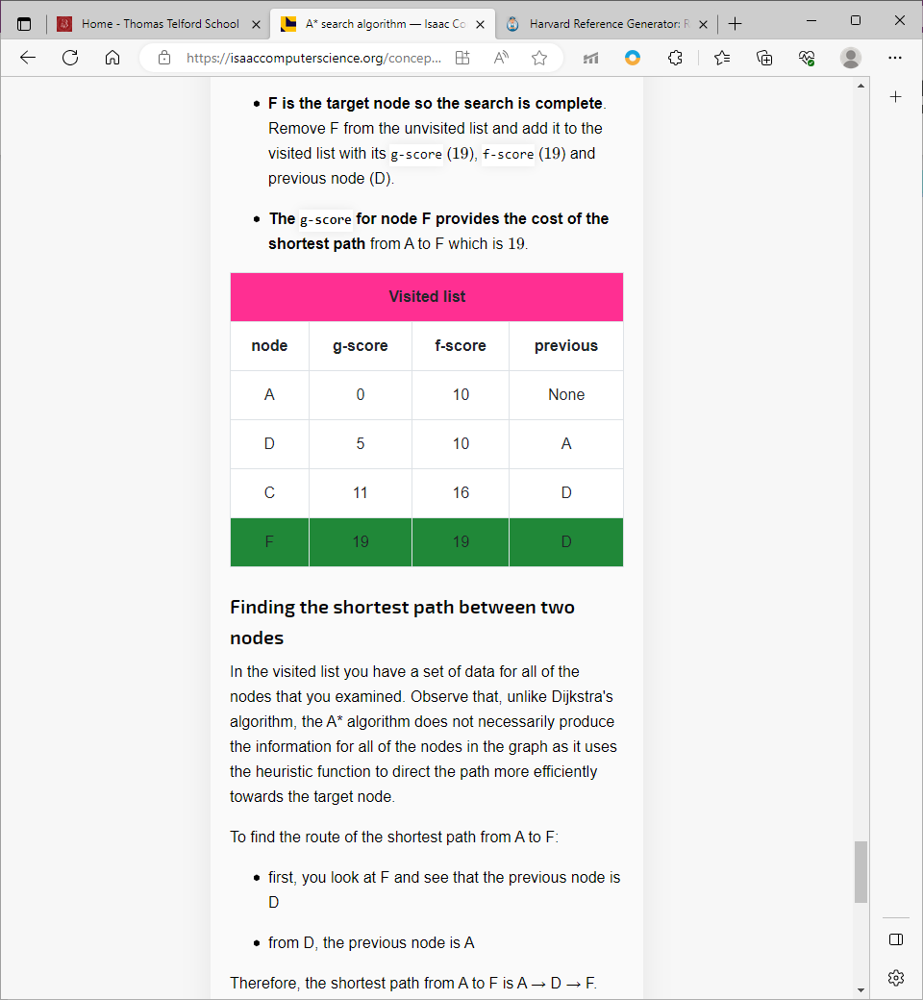 Home - Thomas Telford School
A* search algorithm — Isaac Co
Harvard Reference Generator: R
https://isaaccomputerscience.org/concep...
• F is the target node so the search is complete.
Remove F from the unvisited list and add it to the
visited list with its g-score (19), f-score (19) and
previous node (D).
• The g-score for node F provides the cost of the
shortest path from A to F which is 19.
Visited list
node g-score f-score previous
A 0 10 None
D 5 10 A
C 11 16 D
F 19 19 D
Finding the shortest path between two
nodes
In the visited list you have a set of data for all of the
nodes that you examined. Observe that, unlike Dijkstra's
algorithm, the A* algorithm does not necessarily produce
the information for all of the nodes in the graph as it uses
the heuristic function to direct the path more efficiently
towards the target node.
To find the route of the shortest path from A to F:
• first, you look at F and see that the previous node is
D
• from D, the previous node is A
Therefore, the shortest path from A to F is A → D → F.